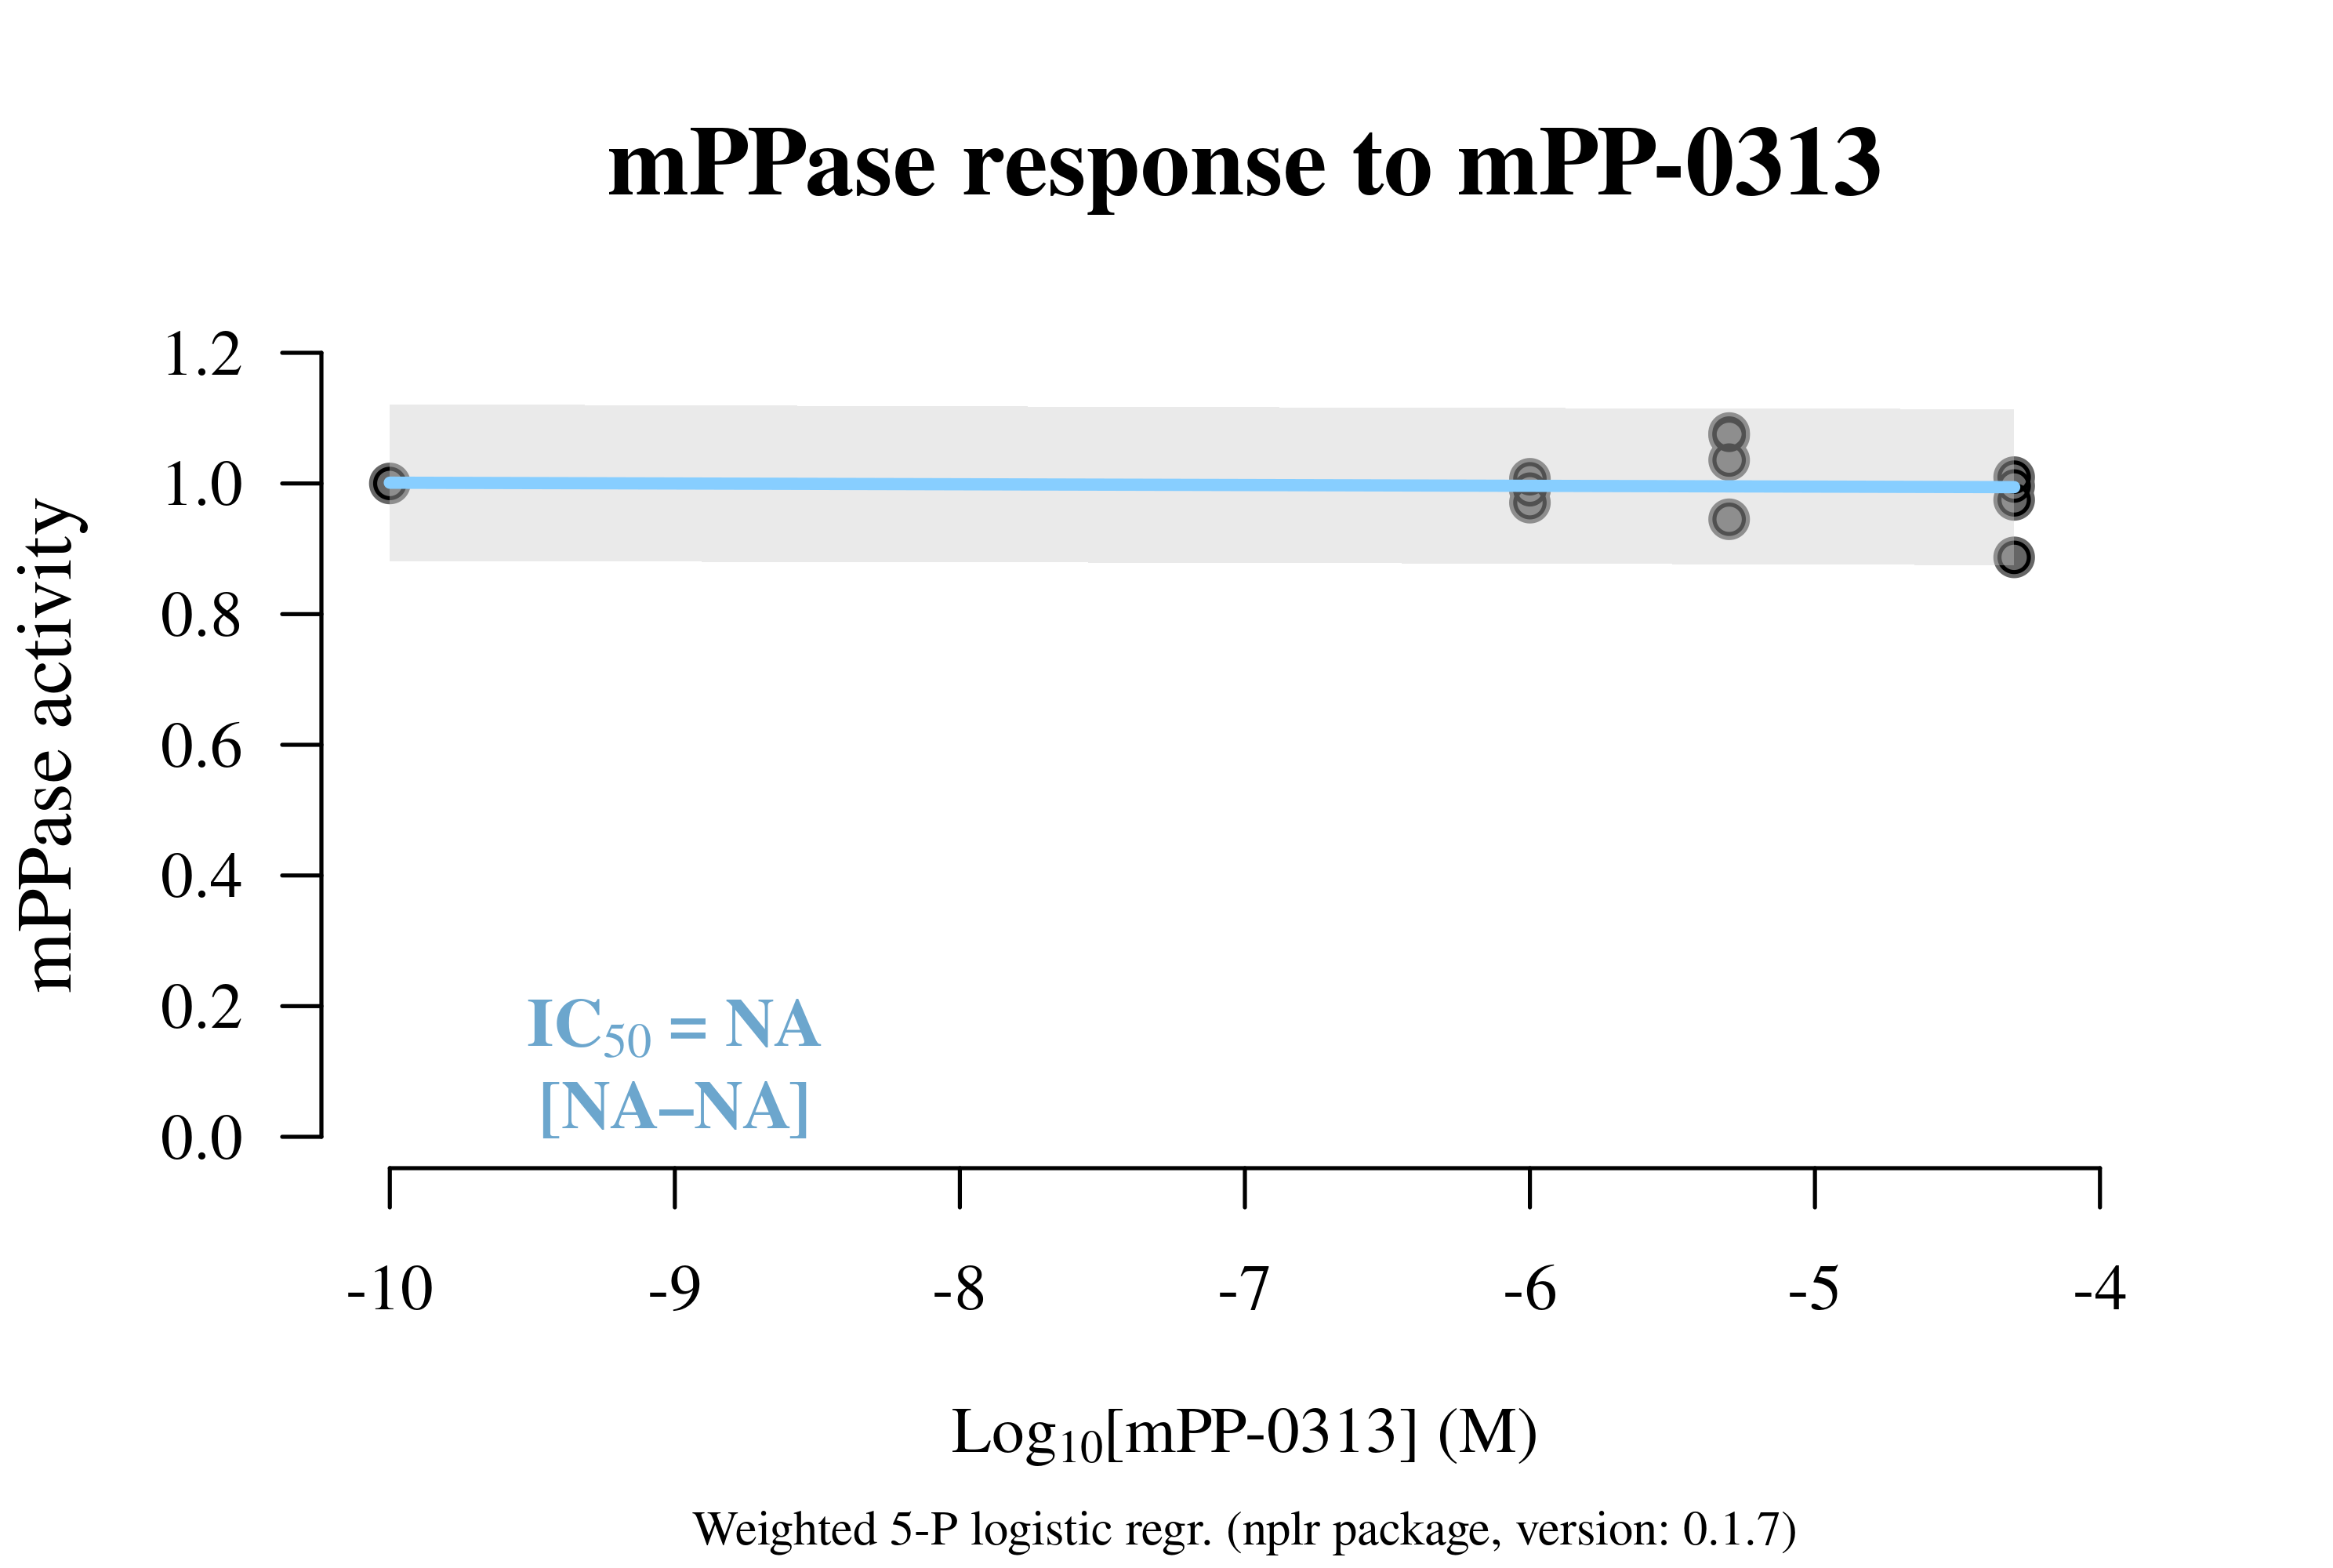 mPPase response to mPP-0313
mPPase activity
1.2
1.0
0.8
0.6
0.4
0.2
0.0
IC50 = NA
[NA–NA]
-10 -9 -8 -7 -6 -5 -4
Log10[mPP-0313] (M)
Weighted 5-P logistic regr. (nplr package, version: 0.1.7)